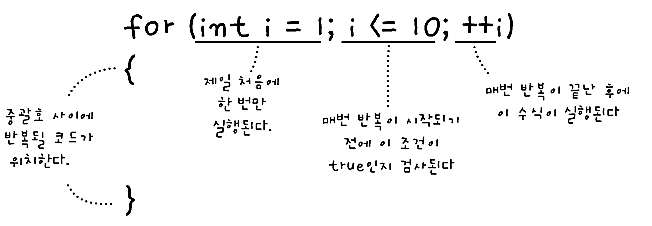 for (int i = 1; i <= 10; ++i)
{
제일 처음에
한 번만
실행된다.
매번 반복이 시작되기
전에 이 조건이
true인지 검사된다
매번 반복이 끝난 후에
이 수식이 실행된다
중괄호 사이에
반복될 코드가
위치한다.
}